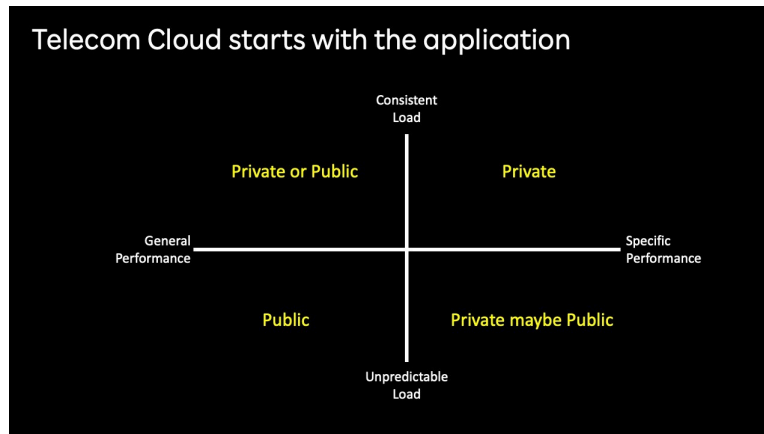 Telecom Cloud starts with the application
Consistent
Load
Private or Public
Private
General
Performance
Specific
Performance
Public
Private maybe Public
Unpredictable
Load